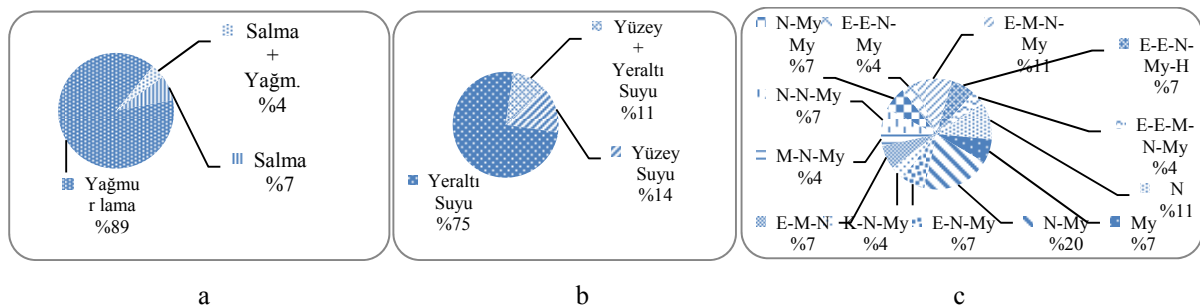 Salma
+
Yağm.
%4
Salma
%7
Yağmu
r lama
%89
a
Yüzey
+
Yeraltı
Suyu
%11
Yüzey
Suyu
%14
Yeraltı
Suyu
%75
b
N-My-
My
%7
E-E-N-
My
%4
E-M-N-
My
%11
E-E-N-
My-H
%7
N-N-My
%7
E-E-M-
N-My
%4
M-N-My
%4
N
%11
E-M-N
%7
K-N-My
%4
E-N-My
%7
N-My
%20
My
%7
c